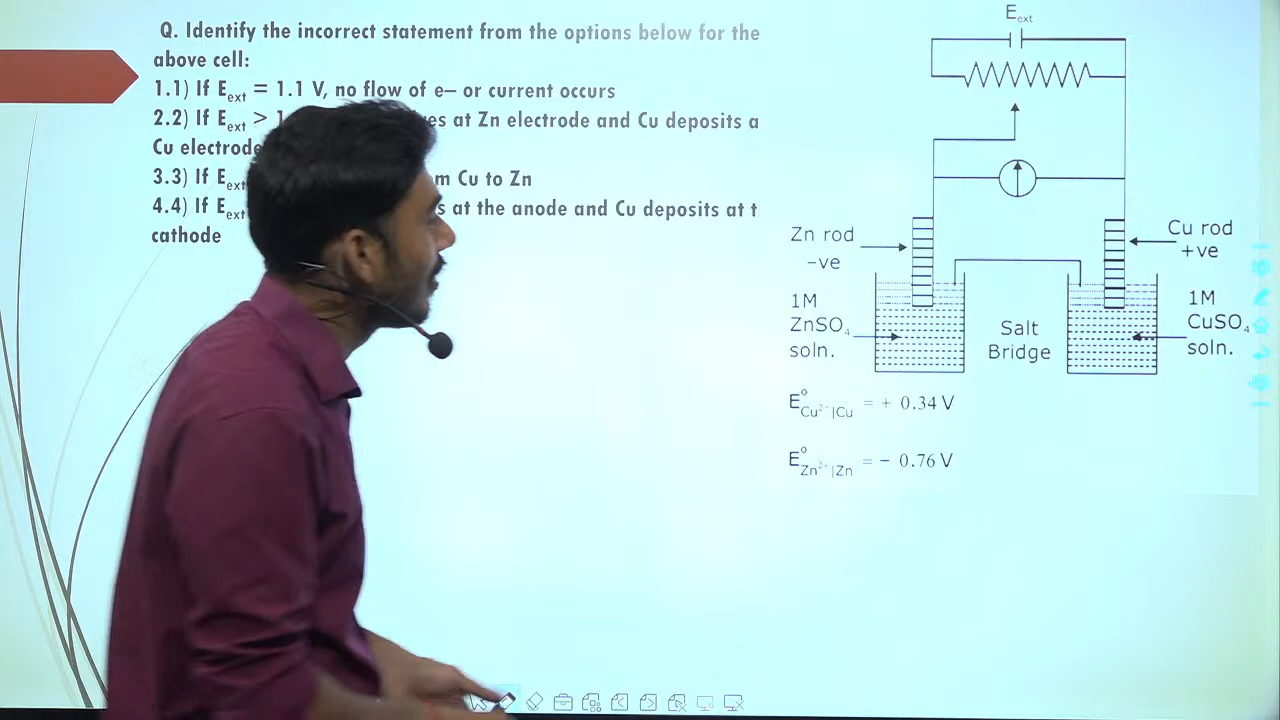 Q. Identify the incorrect statement from the options below for the
above cell:
1.1) If Eext = 1.1 V, no flow of e– or current occurs
2.2) If Eext > at Zn electrode and Cu deposits a
Cu electrode
3.3) If Eext Cu to Zn
4.4) If Eext at the anode and Cu deposits at t
cathode
Eext
Zn rod
–ve
Cu rod
+ve
1M
ZnSO4
soln.
Salt
Bridge
1M
CuSO4
soln.
E°Cu2+|Cu = + 0.34 V
E°Zn2+|Zn = – 0.76 V